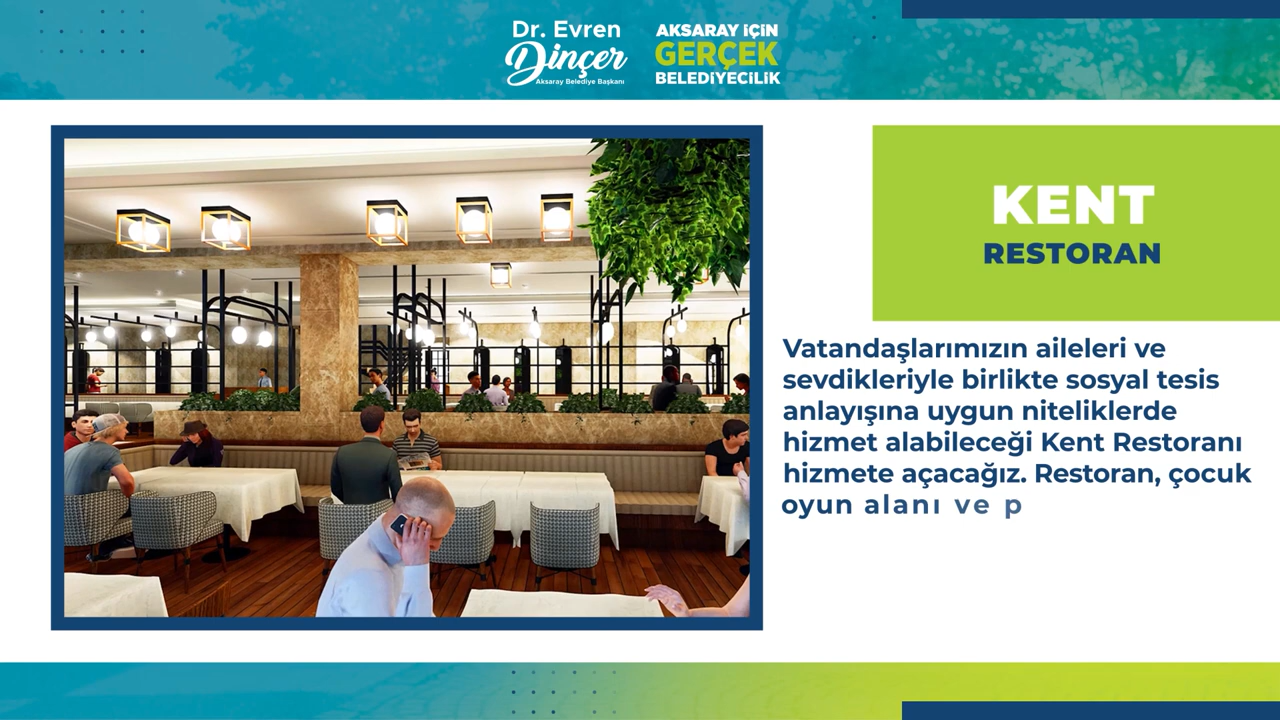 Dr. Evren
Dinçer
Aksaray Belediye Başkanı
AKSARAY İÇİN
GERÇEK
BELEDİYECİLİK
KENT
RESTORAN
Vatandaşlarımızın aileleri ve
sevdikleriyle birlikte sosyal tesis
anlayışına uygun niteliklerde
hizmet alabileceği Kent Restoranı
hizmete açacağız. Restoran, çocuk
oyun alanı ve p